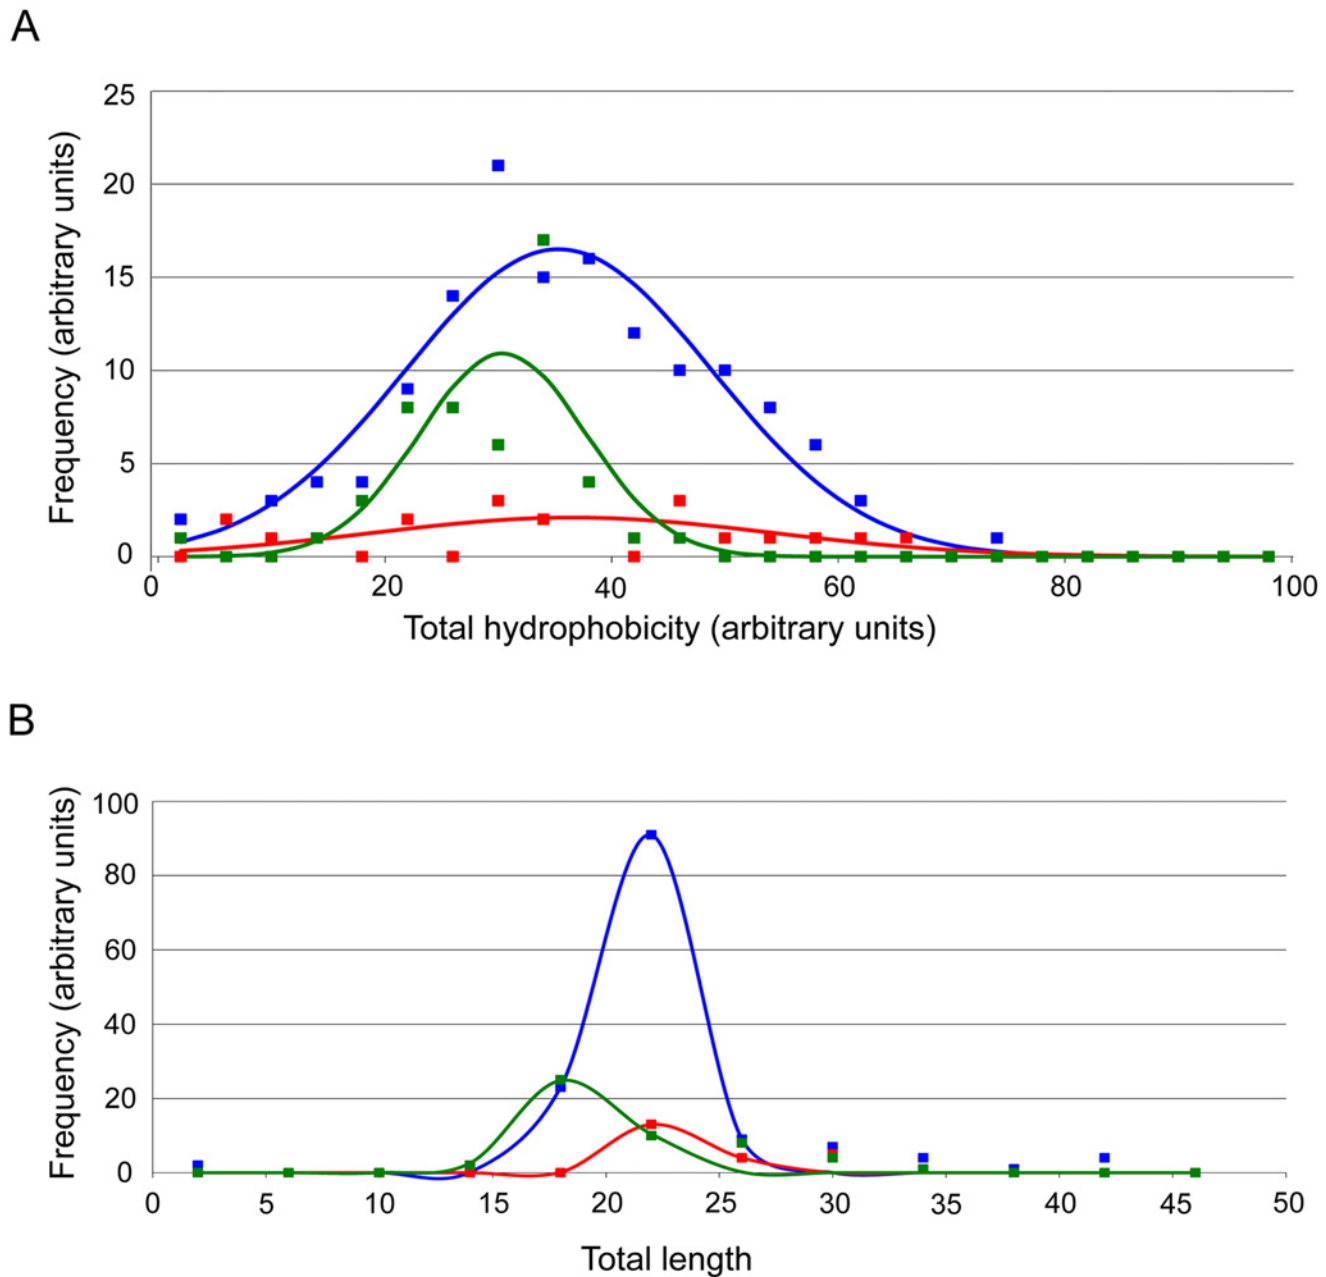 A
Frequency (arbitrary units)
25
20
15
10
5
0
0 20 40 60 80 100
Total hydrophobicity (arbitrary units)
B
Frequency (arbitrary units)
100
80
60
40
20
0
0 5 10 15 20 25 30 35 40 45 50
Total length